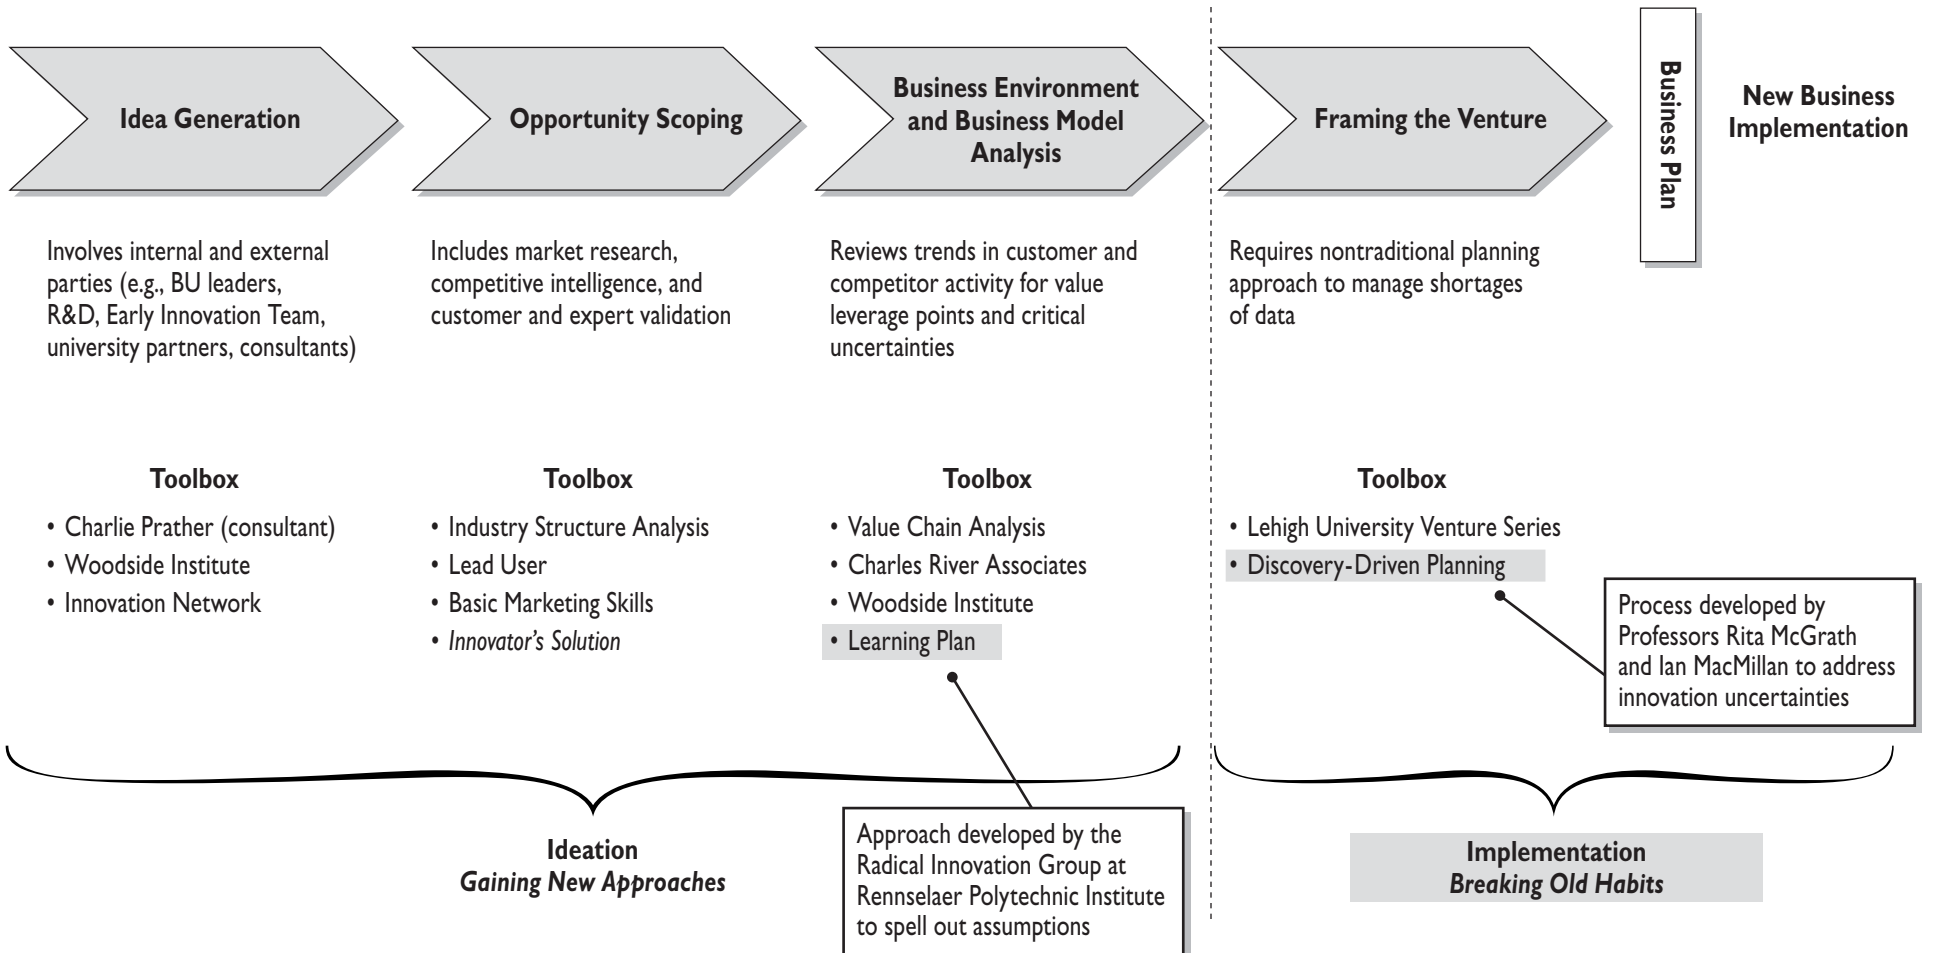 Idea Generation
Opportunity Scoping
Business Environment
and Business Model
Analysis
Framing the Venture
Business Plan
New Business
Implementation
Involves internal and external
parties (e.g., BU leaders,
R&D, Early Innovation Team,
university partners, consultants)
Includes market research,
competitive intelligence, and
customer and expert validation
Reviews trends in customer and
competitor activity for value
leverage points and critical
uncertainties
Requires nontraditional planning
approach to manage shortages
of data
Toolbox
• Charlie Prather (consultant)
• Woodside Institute
• Innovation Network
Toolbox
• Industry Structure Analysis
• Lead User
• Basic Marketing Skills
• Innovator's Solution
Toolbox
• Value Chain Analysis
• Charles River Associates
• Woodside Institute
• Learning Plan
Toolbox
• Lehigh University Venture Series
• Discovery-Driven Planning
Process developed by
Professors Rita McGrath
and Ian MacMillan to address
innovation uncertainties
Ideation
Gaining New Approaches
Approach developed by the
Radical Innovation Group at
Rennselaer Polytechnic Institute
to spell out assumptions
Implementation
Breaking Old Habits